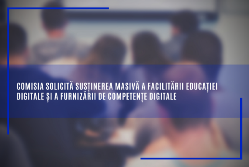 COMISIA SOLICITĂ SUSȚINEREA MASIVĂ A FACILITĂRII EDUCAȚIEI
DIGITALE ȘI A FURNIZĂRII DE COMPETENȚE DIGITALE